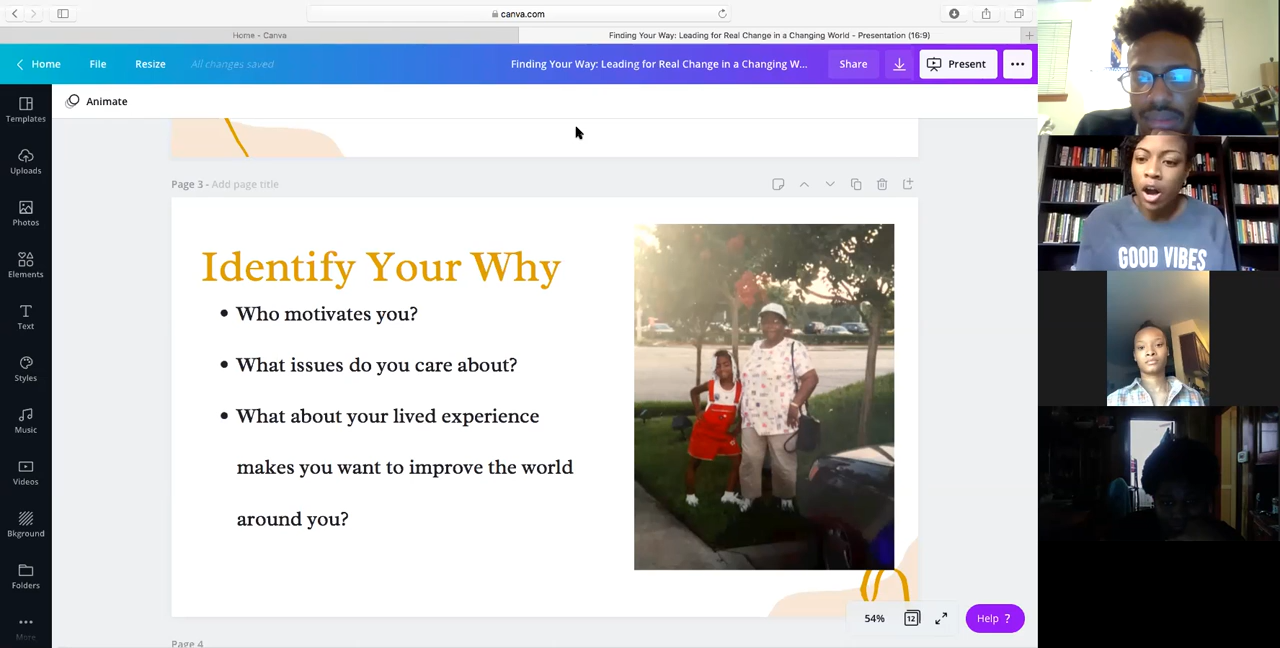 canva.com
Home - Canva
Finding Your Way: Leading for Real Change in a Changing World - Presentation (16:9)
Home
File
Resize
All changes saved
Finding Your Way: Leading for Real Change in a Changing W...
Share
Present
Templates
Uploads
Photos
Elements
Text
Styles
Music
Videos
Bkground
Folders
More
Animate
Page 3 - Add page title
Identify Your Why
• Who motivates you?
• What issues do you care about?
• What about your lived experience
makes you want to improve the world
around you?
Page 4
54%
12
Help ?
GOOD VIBES